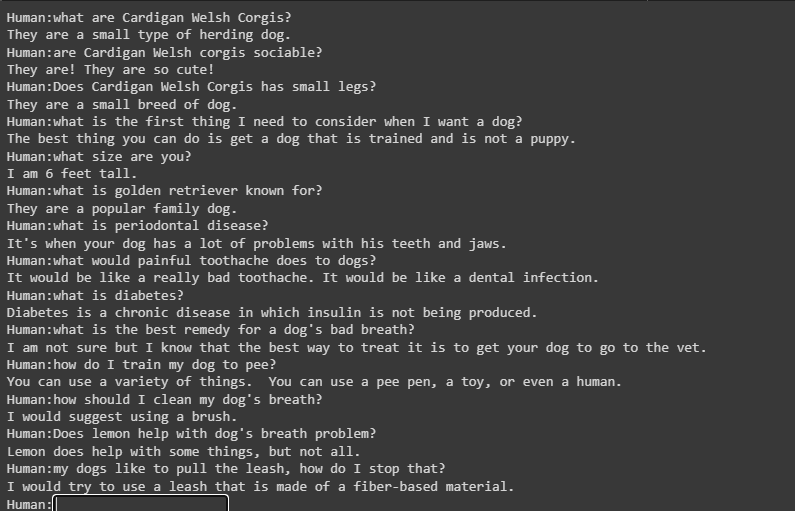 Human:what are Cardigan Welsh Corgis?
They are a small type of herding dog.
Human:are Cardigan Welsh corgis sociable?
They are! They are so cute!
Human:Does Cardigan Welsh Corgis has small legs?
They are a small breed of dog.
Human:what is the first thing I need to consider when I want a dog?
The best thing you can do is get a dog that is trained and is not a puppy.
Human:what size are you?
I am 6 feet tall.
Human:what is golden retriever known for?
They are a popular family dog.
Human:what is periodontal disease?
It's when your dog has a lot of problems with his teeth and jaws.
Human:what would painful toothache does to dogs?
It would be like a really bad toothache. It would be like a dental infection.
Human:what is diabetes?
Diabetes is a chronic disease in which insulin is not being produced.
Human:what is the best remedy for a dog's bad breath?
I am not sure but I know that the best way to treat it is to get your dog to go to the vet.
Human:how do I train my dog to pee?
You can use a variety of things.  You can use a pee pen, a toy, or even a human.
Human:how should I clean my dog's breath?
I would suggest using a brush.
Human:Does lemon help with dog's breath problem?
Lemon does help with some things, but not all.
Human:my dogs like to pull the leash, how do I stop that?
I would try to use a leash that is made of a fiber-based material.
Human: